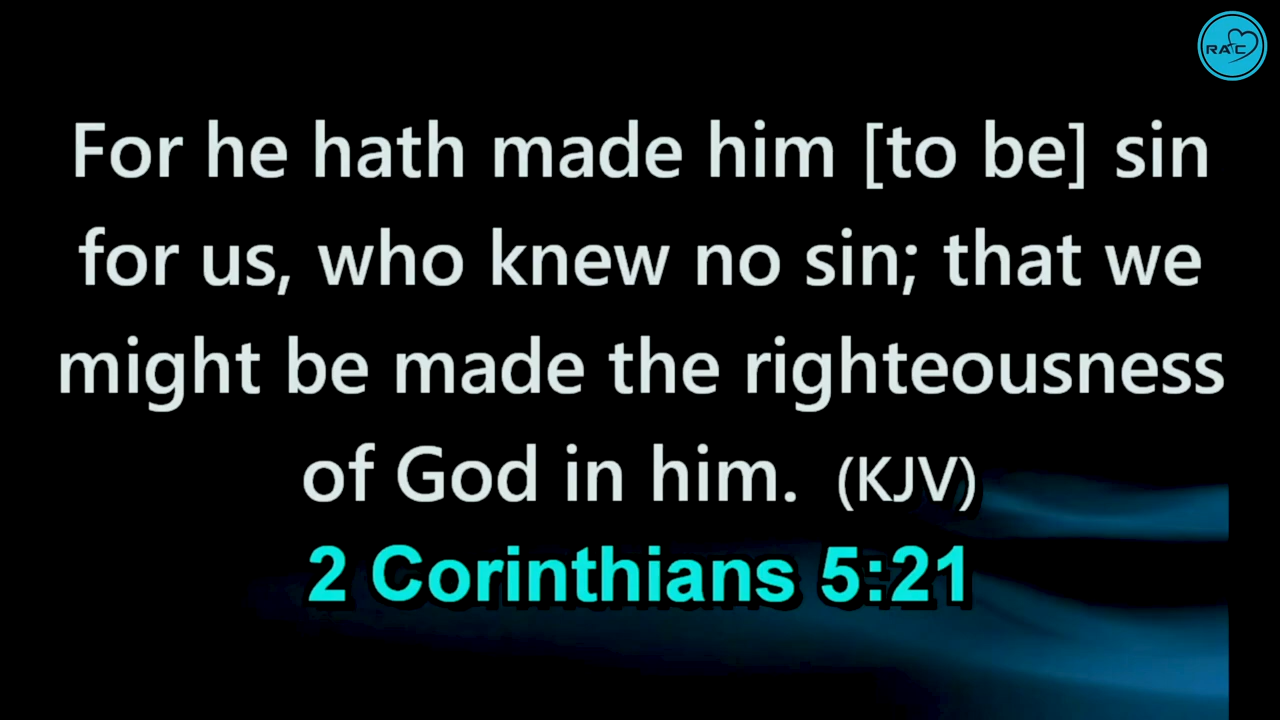 RAC
For he hath made him [to be] sin
for us, who knew no sin; that we
might be made the righteousness
of God in him. (KJV)
2 Corinthians 5:21